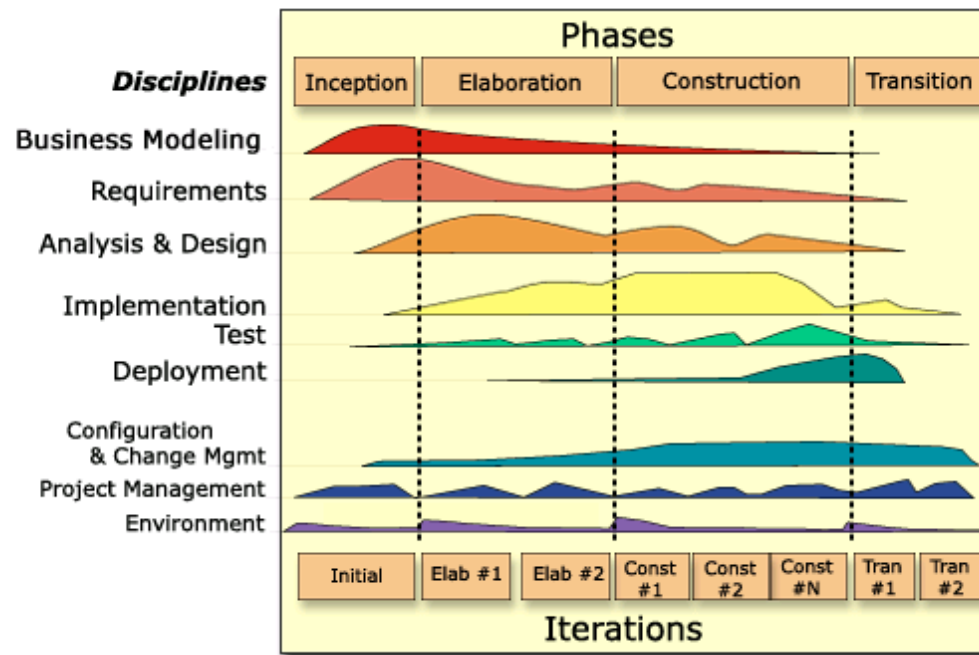 Phases
Disciplines
Inception
Elaboration
Construction
Transition
Business Modeling
Requirements
Analysis & Design
Implementation
Test
Deployment
Configuration
& Change Mgmt
Project Management
Environment
Initial
Elab #1
Elab #2
Const
#1
Const
#2
Const
#N
Tran
#1
Tran
#2
Iterations